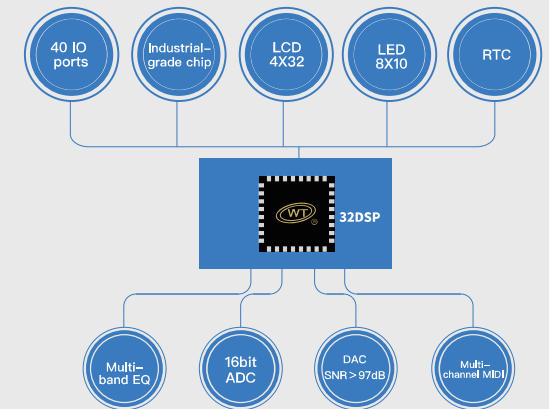 40 IO
ports
Industrial-
grade chip
LCD
4X32
LED
8X10
RTC
WT
®
32DSP
Multi-
band EQ
16bit
ADC
DAC
SNR>97dB
Multi-
channel MIDI